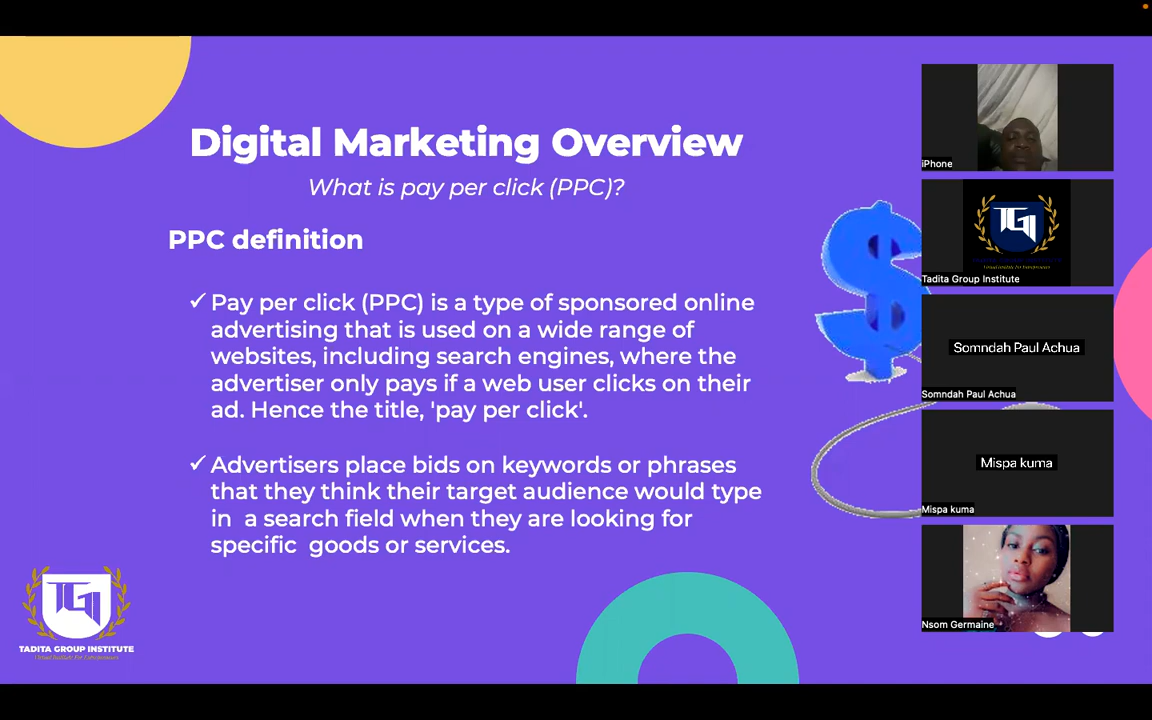 Digital Marketing Overview
What is pay per click (PPC)?
PPC definition
✓ Pay per click (PPC) is a type of sponsored online
advertising that is used on a wide range of
websites, including search engines, where the
advertiser only pays if a web user clicks on their
ad. Hence the title, 'pay per click'.
✓ Advertisers place bids on keywords or phrases
that they think their target audience would type
in  a search field when they are looking for
specific  goods or services.
TGI
TADITA GROUP INSTITUTE
iPhone
TGI
Tadita Group Institute
Somndah Paul Achua
Somndah Paul Achua
Mispa kuma
Mispa kuma
Nsom Germaine